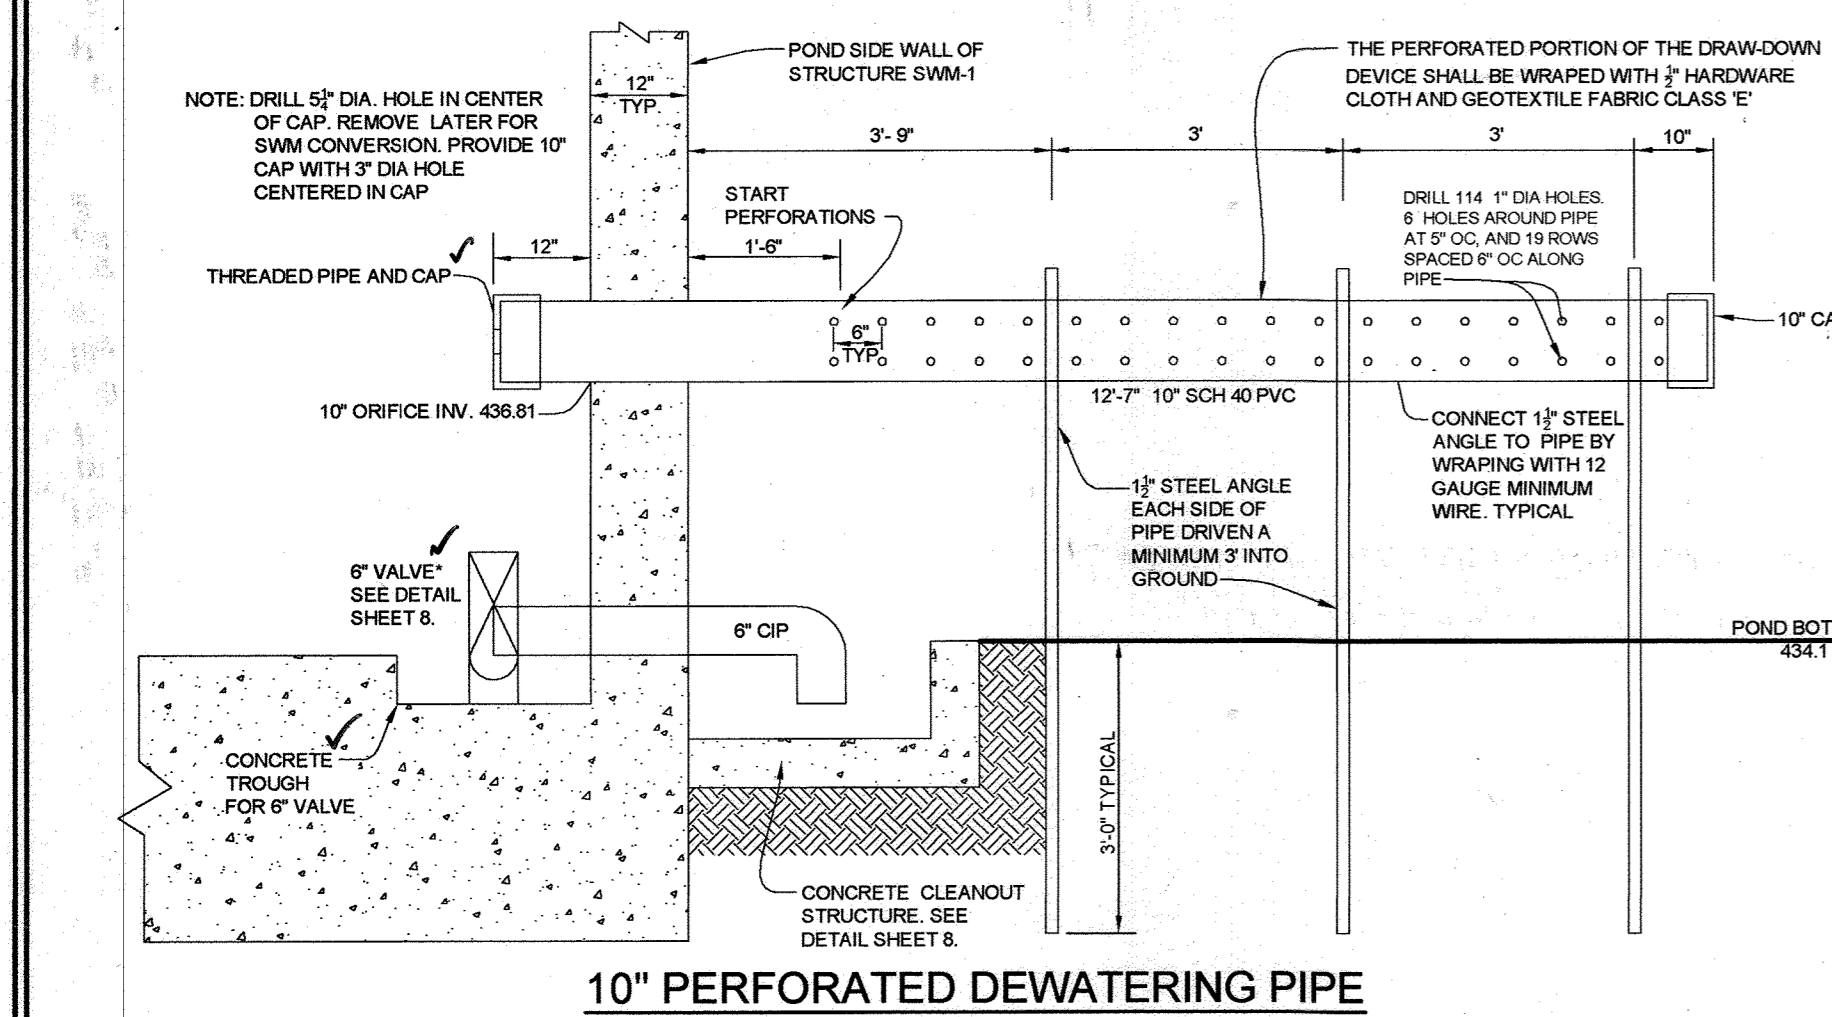 POND SIDE WALL OF
STRUCTURE SWM-1
THE PERFORATED PORTION OF THE DRAW-DOWN
DEVICE SHALL BE WRAPED WITH 1/2" HARDWARE
CLOTH AND GEOTEXTILE FABRIC CLASS 'E'
12"
TYP.
NOTE: DRILL 5 1/4" DIA. HOLE IN CENTER
OF CAP. REMOVE LATER FOR
SWM CONVERSION. PROVIDE 10"
CAP WITH 3" DIA HOLE
CENTERED IN CAP
3'- 9"
3'
3'
10"
START
PERFORATIONS
DRILL 114 1" DIA HOLES.
6 HOLES AROUND PIPE
AT 5" OC, AND 19 ROWS
SPACED 6" OC ALONG
PIPE
12"
1'-6"
THREADED PIPE AND CAP
6"
TYP.
10" CA
10" ORIFICE INV. 436.81
12'-7" 10" SCH 40 PVC
CONNECT 1 1/2" STEEL
ANGLE TO PIPE BY
WRAPING WITH 12
GAUGE MINIMUM
WIRE. TYPICAL
1 1/2" STEEL ANGLE
EACH SIDE OF
PIPE DRIVEN A
MINIMUM 3' INTO
GROUND
6" VALVE*
SEE DETAIL
SHEET 8.
6" CIP
POND BOT
434.1
CONCRETE
TROUGH
FOR 6" VALVE
3'-0" TYPICAL
CONCRETE CLEANOUT
STRUCTURE. SEE
DETAIL SHEET 8.
10" PERFORATED DEWATERING PIPE